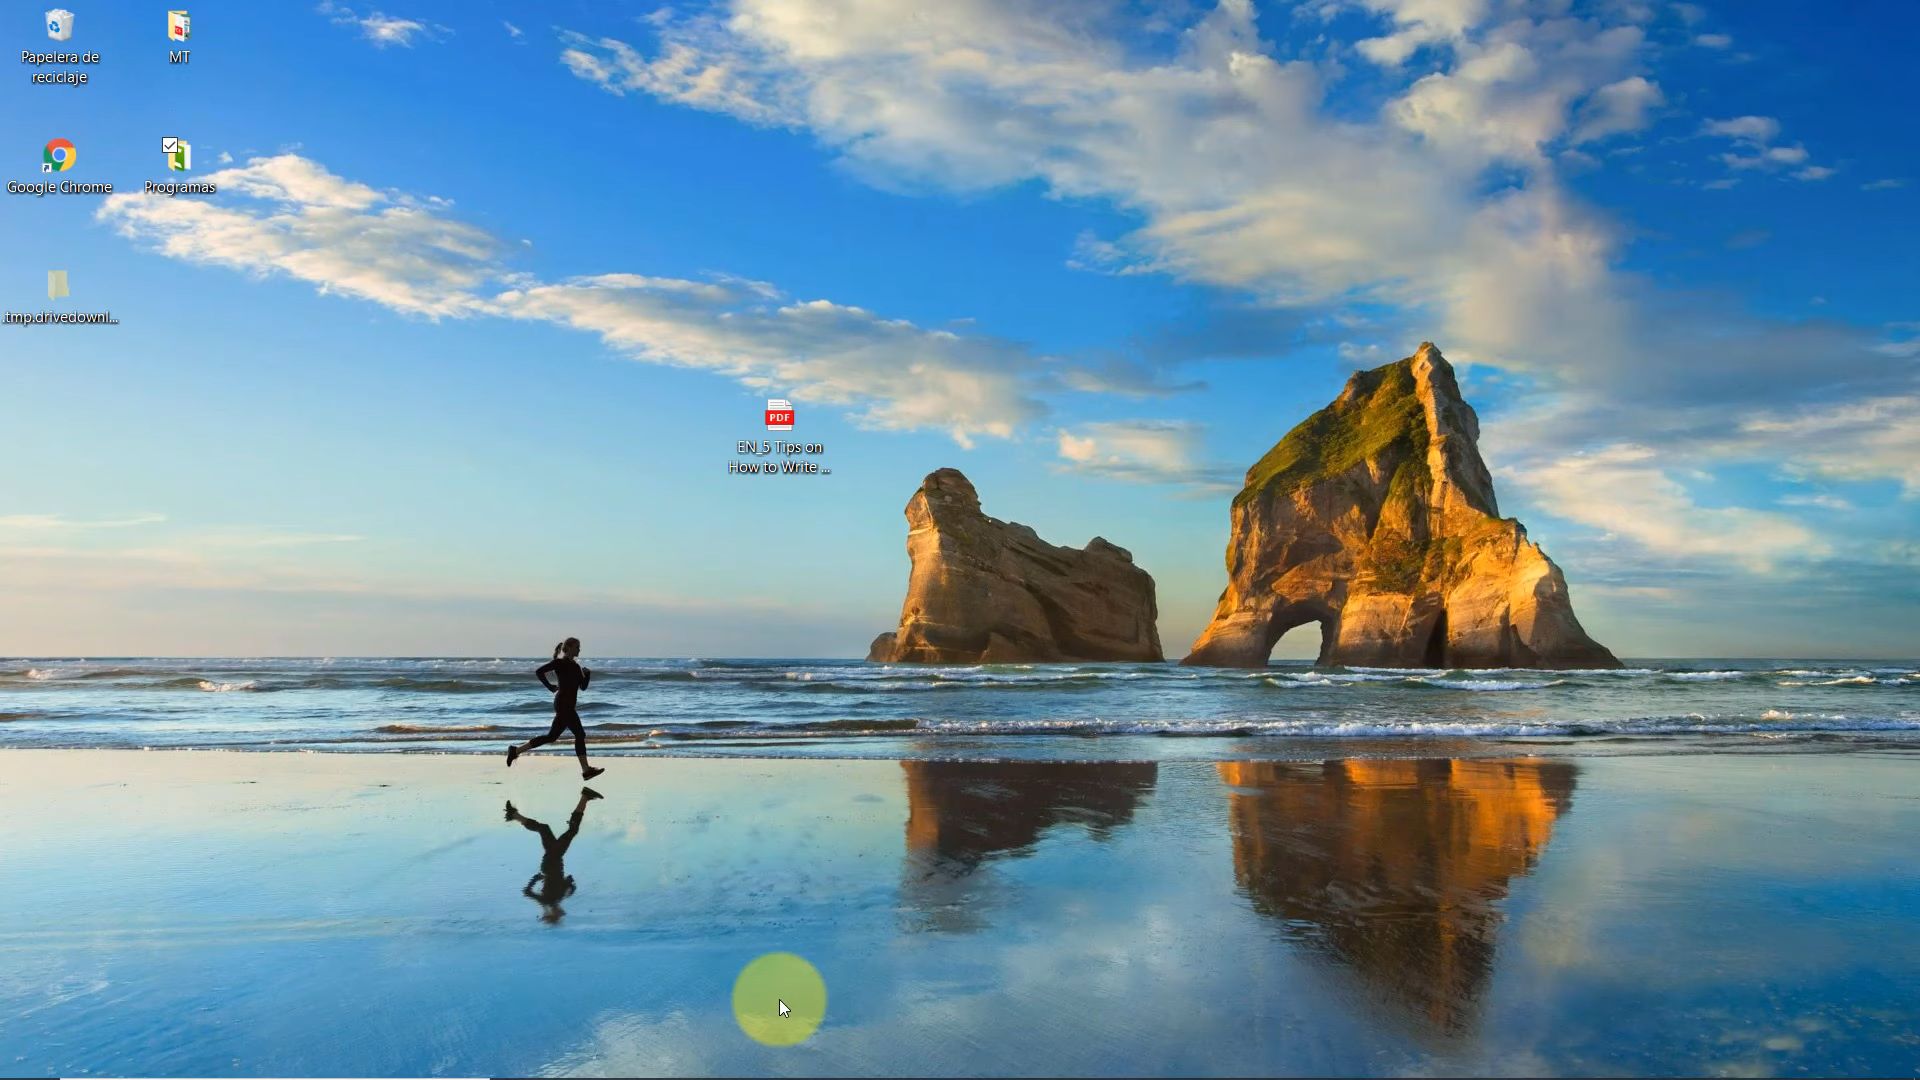 Papelera de
reciclaje
MT
Google Chrome
Programas
.tmp.drivedownl...
PDF
EN_5 Tips on
How to Write ...